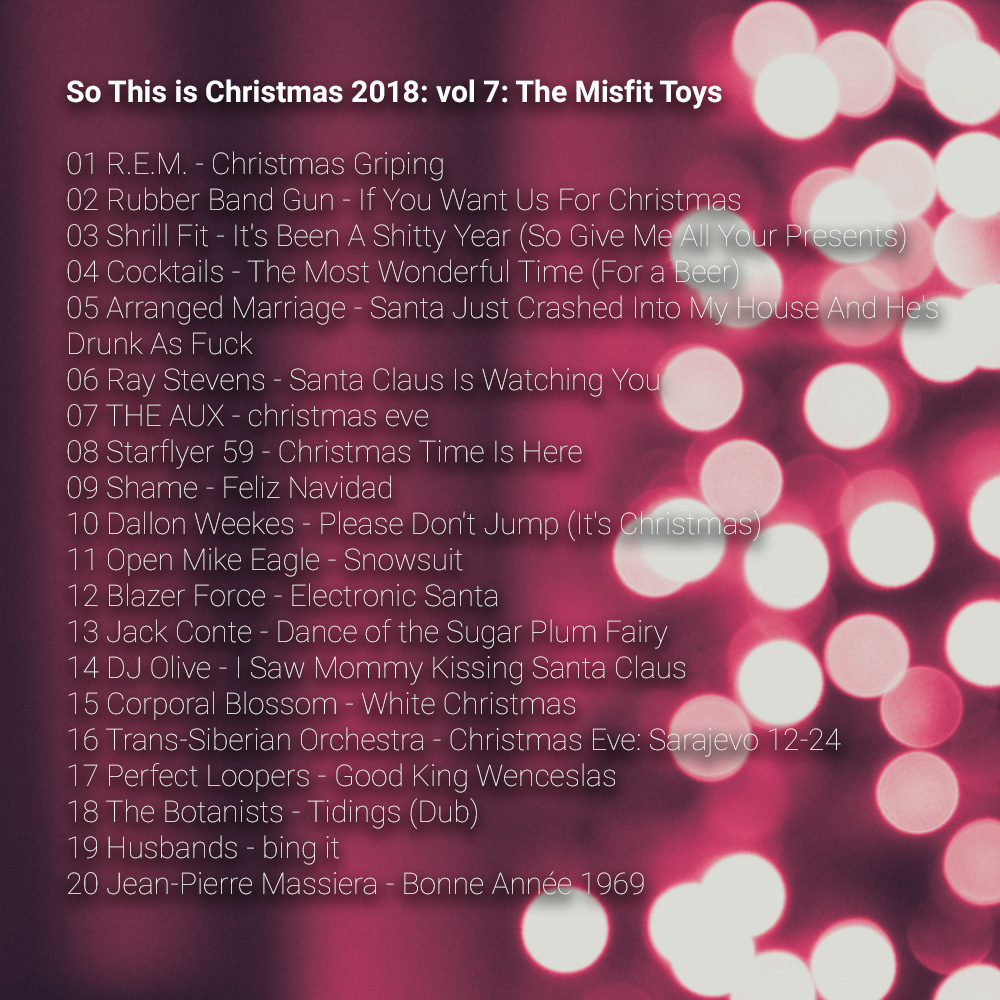 So This is Christmas 2018: vol 7: The Misfit Toys
01 R.E.M. - Christmas Griping
02 Rubber Band Gun - If You Want Us For Christmas
03 Shrill Fit - It's Been A Shitty Year (So Give Me All Your Presents)
04 Cocktails - The Most Wonderful Time (For a Beer)
05 Arranged Marriage - Santa Just Crashed Into My House And He's
Drunk As Fuck
06 Ray Stevens - Santa Claus Is Watching You
07 THE AUX - christmas eve
08 Starflyer 59 - Christmas Time Is Here
09 Shame - Feliz Navidad
10 Dallon Weekes - Please Don't Jump (It's Christmas)
11 Open Mike Eagle - Snowsuit
12 Blazer Force - Electronic Santa
13 Jack Conte - Dance of the Sugar Plum Fairy
14 DJ Olive - I Saw Mommy Kissing Santa Claus
15 Corporal Blossom - White Christmas
16 Trans-Siberian Orchestra - Christmas Eve: Sarajevo 12-24
17 Perfect Loopers - Good King Wenceslas
18 The Botanists - Tidings (Dub)
19 Husbands - bing it
20 Jean-Pierre Massiera - Bonne Année 1969